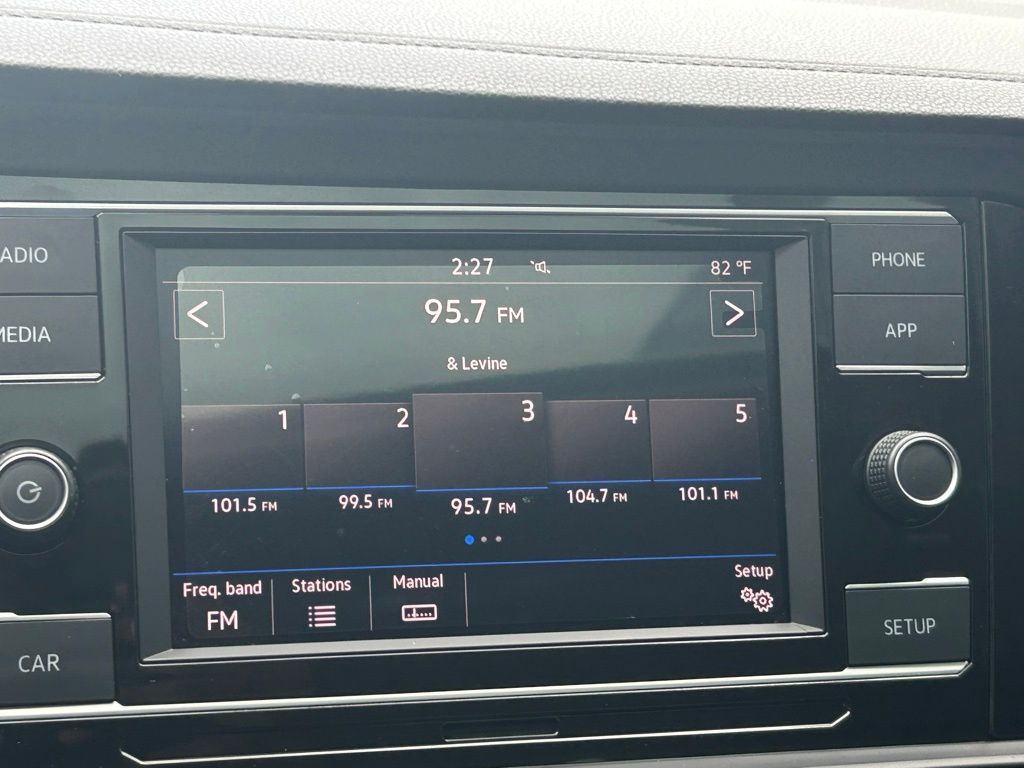 2:27 82 °F
< 95.7 FM >
& Levine
1 2 3 4 5
101.5 FM 99.5 FM 95.7 FM 104.7 FM 101.1 FM
Freq. band Stations Manual Setup
FM
ADIO
MEDIA
CAR
PHONE
APP
SETUP